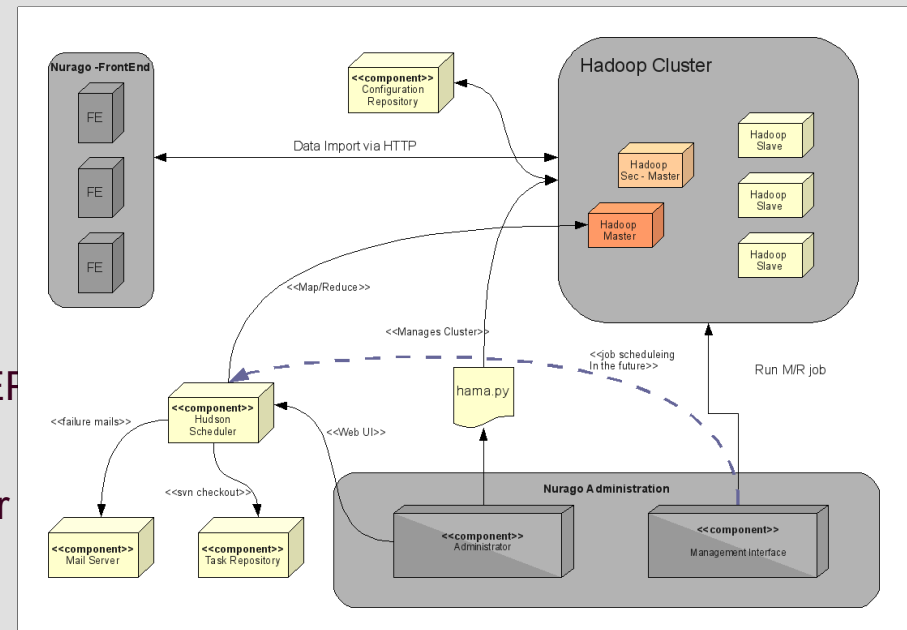 Nurago -FrontEnd
FE
FE
FE
<<component>>
Configuration
Repository
Data Import via HTTP
Hadoop Cluster
Hadoop
Sec - Master
Hadoop
Master
Hadoop
Slave
Hadoop
Slave
Hadoop
Slave
<<Map/Reduce>>
<<Manages Cluster>>
<<job scheduleing
In the future>>
Run M/R job
hama.py
<<component>>
Hudson
Scheduler
<<failure mails>>
<<Web UI>>
<<svn checkout>>
<<component>>
Mail Server
<<component>>
Task Repository
Nurago Administration
<<component>>
Administrator
<<component>>
Management Interface
r